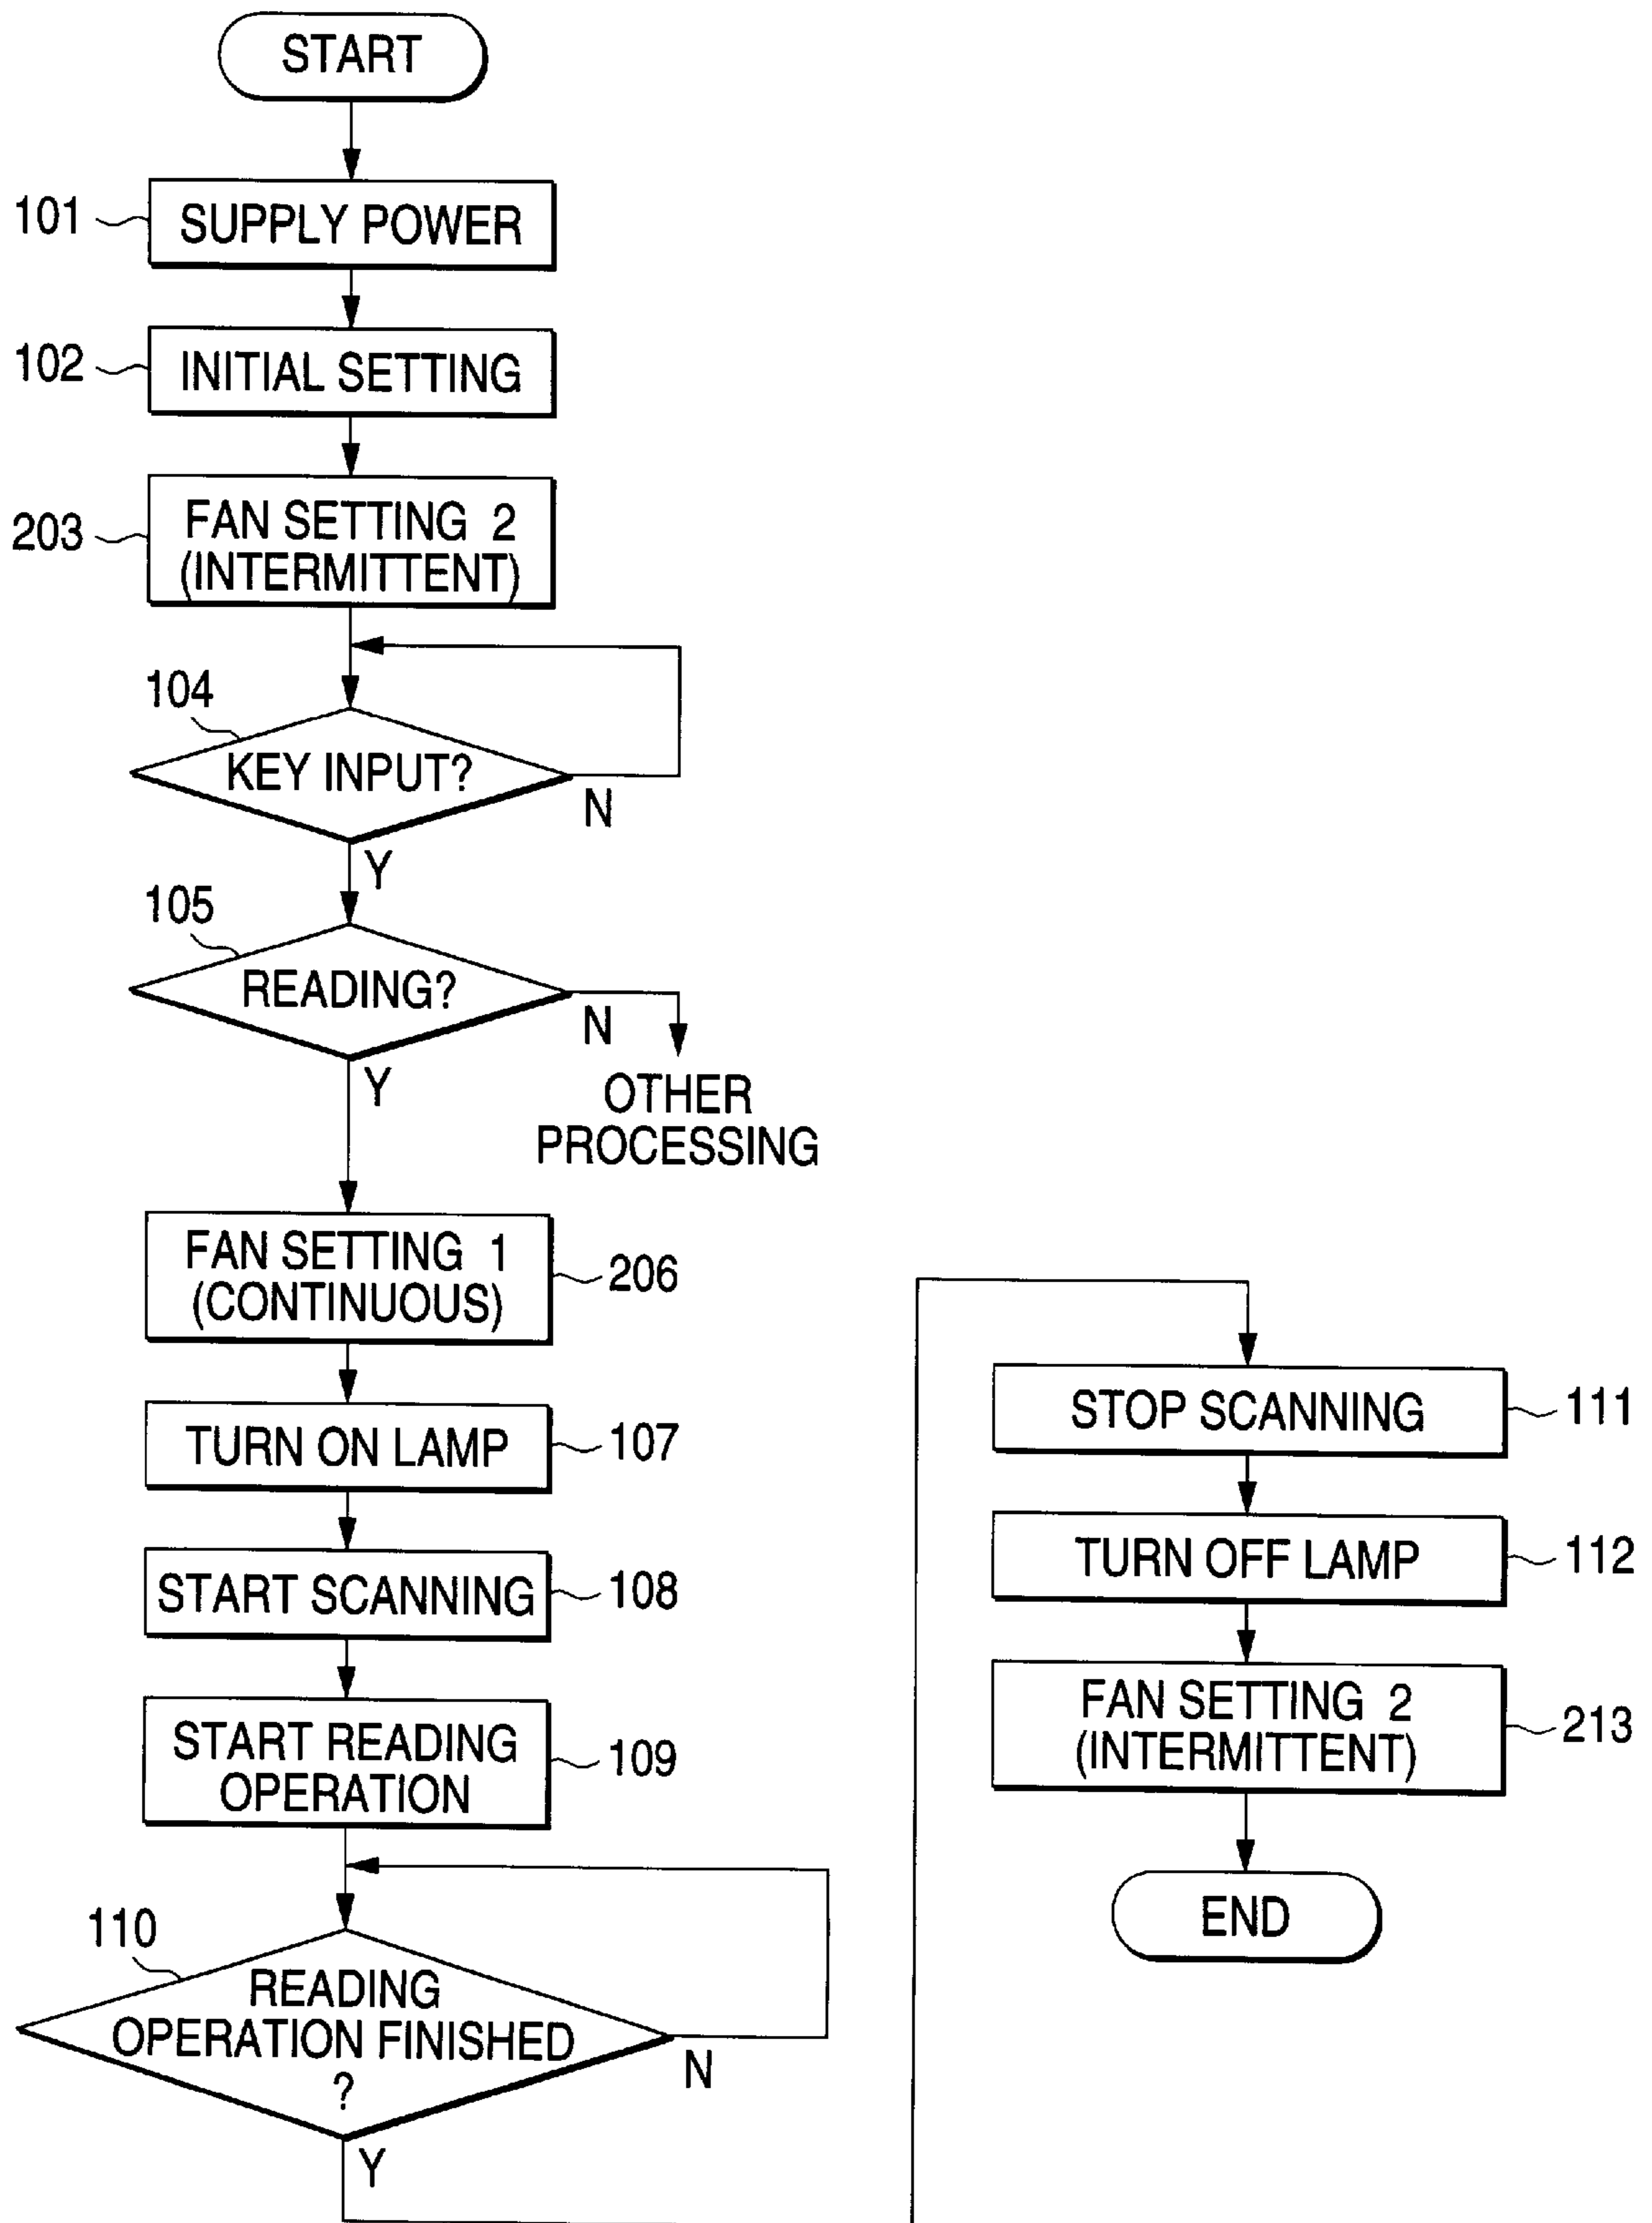 START
101
SUPPLY POWER
102
INITIAL SETTING
203
FAN SETTING 2
(INTERMITTENT)
104
KEY INPUT?
N
Y
105
READING?
N
Y
OTHER
PROCESSING
FAN SETTING 1
(CONTINUOUS)
206
TURN ON LAMP
107
START SCANNING
108
START READING
OPERATION
109
110
READING
OPERATION FINISHED
?
N
Y
STOP SCANNING
111
TURN OFF LAMP
112
FAN SETTING 2
(INTERMITTENT)
213
END